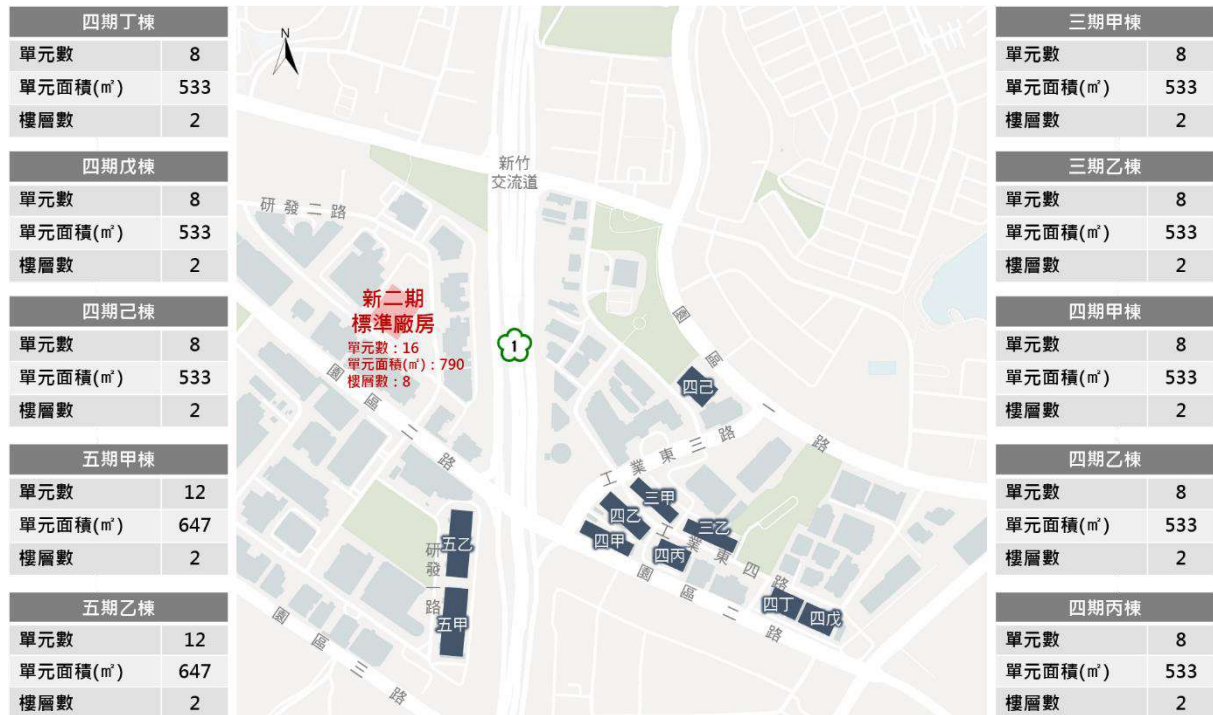 四期丁棟
單元數 8
單元面積(㎡) 533
樓層數 2
四期戊棟
單元數 8
單元面積(㎡) 533
樓層數 2
四期己棟
單元數 8
單元面積(㎡) 533
樓層數 2
五期甲棟
單元數 12
單元面積(㎡) 647
樓層數 2
五期乙棟
單元數 12
單元面積(㎡) 647
樓層數 2
N
新竹
交流道
研發二路
新二期
標準廠房
單元數：16
單元面積(㎡)：790
樓層數：8
1
園區一路
園區二路
四己
工業東三路
三甲
四乙
三乙
四甲
四丙
工業東四路
園區二路
四丁
四戊
五乙
研發一路
五甲
園區三路
三期甲棟
單元數 8
單元面積(㎡) 533
樓層數 2
三期乙棟
單元數 8
單元面積(㎡) 533
樓層數 2
四期甲棟
單元數 8
單元面積(㎡) 533
樓層數 2
四期乙棟
單元數 8
單元面積(㎡) 533
樓層數 2
四期丙棟
單元數 8
單元面積(㎡) 533
樓層數 2